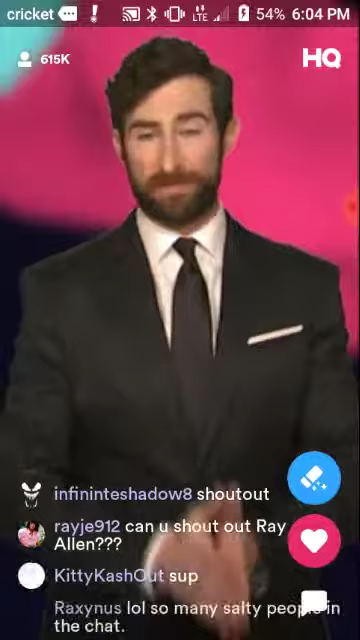 cricket LTE 54% 6:04 PM
615K HQ
infininteshadow8 shoutout
rayje912 can u shout out Ray
Allen???
KittyKashOut sup
Raxynus lol so many salty people in
the chat.